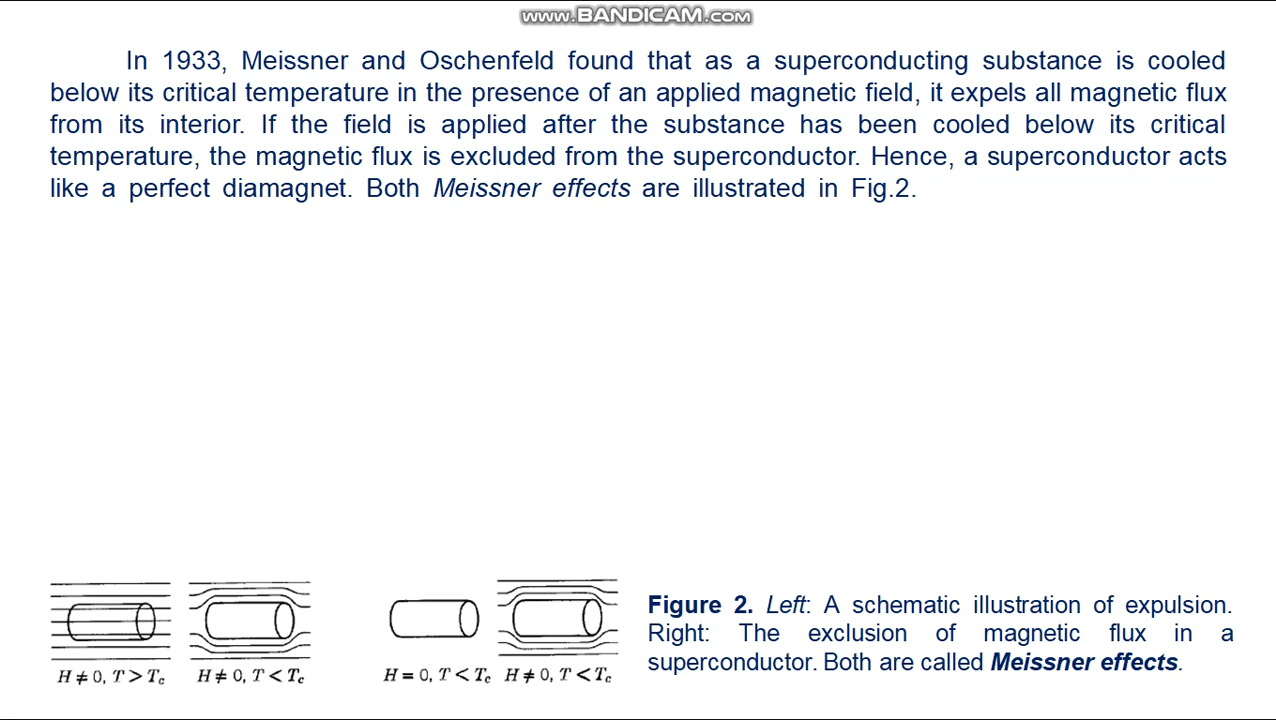 www.BANDICAM.com
In 1933, Meissner and Oschenfeld found that as a superconducting substance is cooled
below its critical temperature in the presence of an applied magnetic field, it expels all magnetic flux
from its interior. If the field is applied after the substance has been cooled below its critical
temperature, the magnetic flux is excluded from the superconductor. Hence, a superconductor acts
like a perfect diamagnet. Both Meissner effects are illustrated in Fig.2.
H ≠ 0, T > Tc H ≠ 0, T < Tc H = 0, T < Tc H ≠ 0, T < Tc
Figure 2. Left: A schematic illustration of expulsion.
Right: The exclusion of magnetic flux in a
superconductor. Both are called Meissner effects.